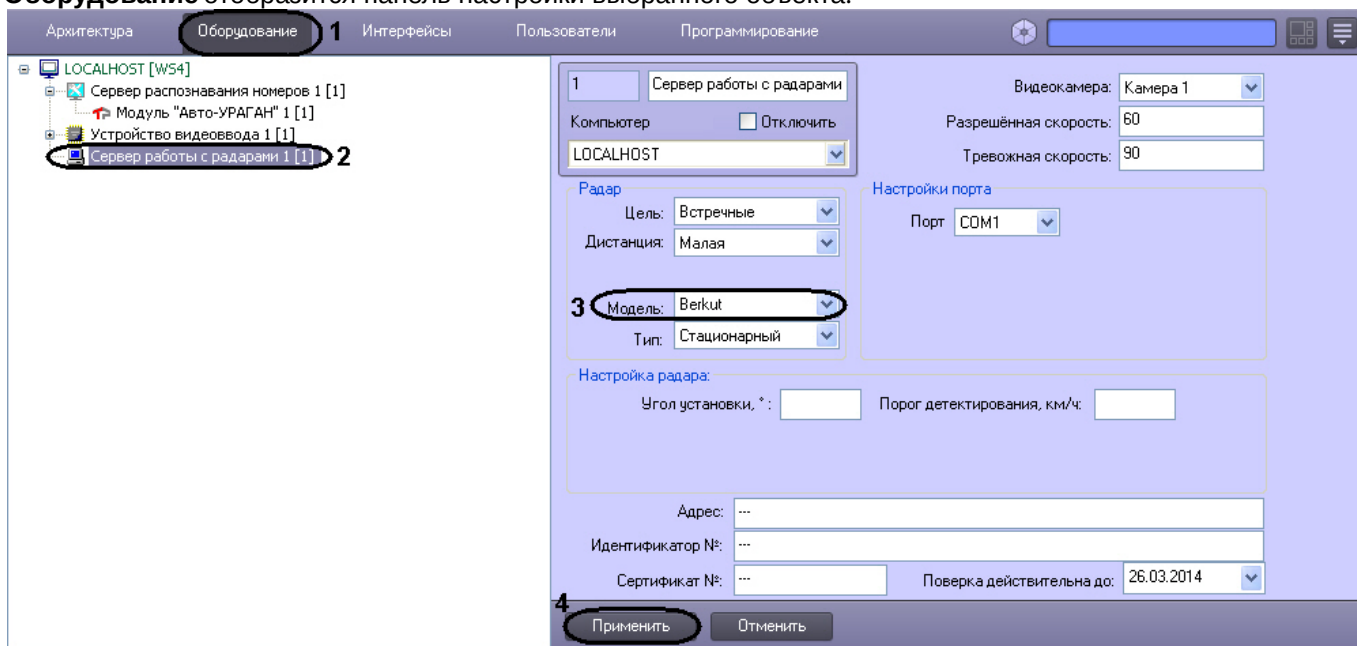 Оборудование отобразится панель настройки выбранного объекта.
Архитектура Оборудование 1 Интерфейсы Пользователи Программирование
LOCALHOST [WS4]
Сервер распознавания номеров 1 [1]
Модуль "Авто-УРАГАН" 1 [1]
Устройство видеоввода 1 [1]
Сервер работы с радарами 1 [1] 2
1 Сервер работы с радарами
Компьютер Отключить
LOCALHOST
Видеокамера: Камера 1
Разрешённая скорость: 60
Тревожная скорость: 90
Радар
Цель: Встречные
Дистанция: Малая
3 Модель: Berkut
Тип: Стационарный
Настройки порта
Порт COM1
Настройка радара:
Угол установки, ° : Порог детектирования, км/ч:
Адрес: ---
Идентификатор №: ---
Сертификат №: --- Поверка действительна до: 26.03.2014
4
Применить Отменить